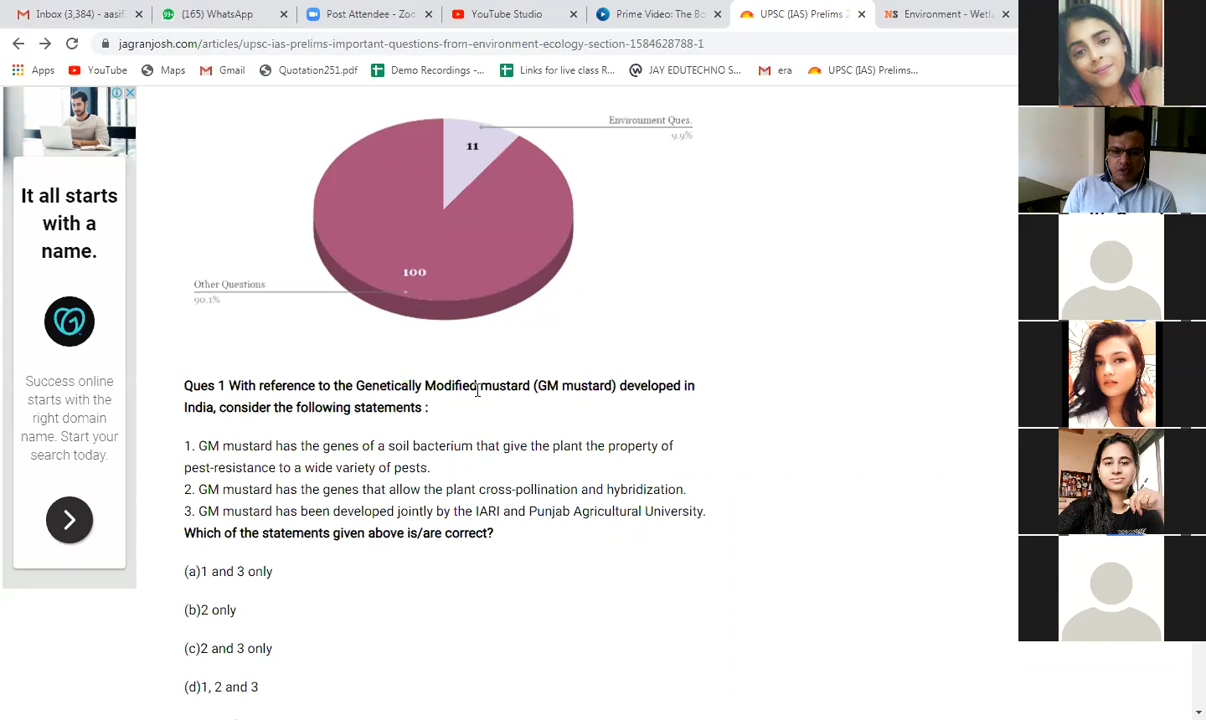 Inbox (3,384) - aasif.
(165) WhatsApp
Post Attendee - Zoo
YouTube Studio
Prime Video: The Bo
UPSC (IAS) Prelims 2
NS Environment - Wetla
jagranjosh.com/articles/upsc-ias-prelims-important-questions-from-environment-ecology-section-1584628788-1
Apps
YouTube
Maps
Gmail
Quotation251.pdf
Demo Recordings -...
Links for live class R...
JAY EDUTECHNO S...
era
UPSC (IAS) Prelims...
Environment Ques.
9.9%
11
100
Other Questions
90.1%
It all starts
with a
name.
Success online
starts with the
right domain
name. Start your
search today.
Ques 1 With reference to the Genetically Modified mustard (GM mustard) developed in
India, consider the following statements :
1. GM mustard has the genes of a soil bacterium that give the plant the property of
pest-resistance to a wide variety of pests.
2. GM mustard has the genes that allow the plant cross-pollination and hybridization.
3. GM mustard has been developed jointly by the IARI and Punjab Agricultural University.
Which of the statements given above is/are correct?
(a)1 and 3 only
(b)2 only
(c)2 and 3 only
(d)1, 2 and 3